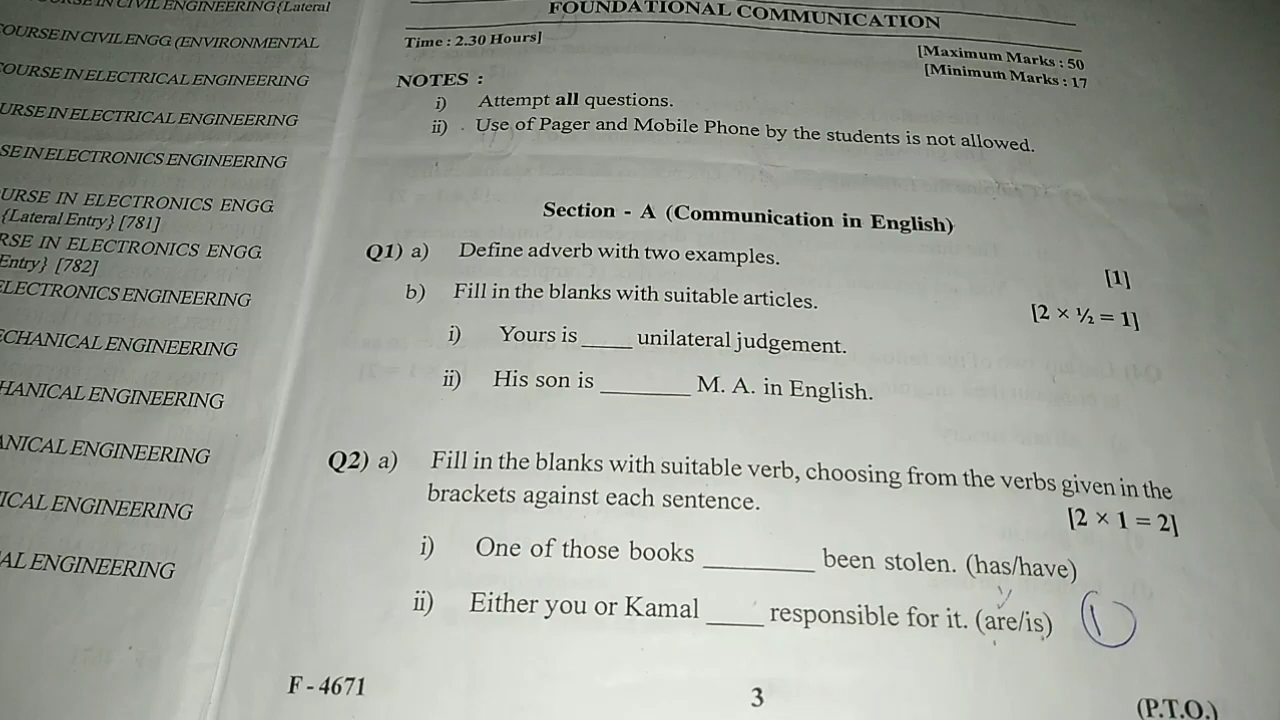 CIVIL ENGINEERING {Lateral
OURSE IN CIVIL ENGG (ENVIRONMENTAL
OURSE IN ELECTRICAL ENGINEERING
URSE IN ELECTRICAL ENGINEERING
SE IN ELECTRONICS ENGINEERING
URSE IN ELECTRONICS ENGG
{Lateral Entry} [781]
RSE IN ELECTRONICS ENGG
Entry} [782]
ELECTRONICS ENGINEERING
ECHANICAL ENGINEERING
HANICAL ENGINEERING
ANICAL ENGINEERING
ICAL ENGINEERING
AL ENGINEERING
FOUNDATIONAL COMMUNICATION
Time : 2.30 Hours]
[Maximum Marks : 50
[Minimum Marks : 17
NOTES :
i) Attempt all questions.
ii) Use of Pager and Mobile Phone by the students is not allowed.
Section - A (Communication in English)
Q1) a) Define adverb with two examples. [1]
b) Fill in the blanks with suitable articles. [2 × ½ = 1]
i) Yours is ____ unilateral judgement.
ii) His son is _______ M. A. in English.
Q2) a) Fill in the blanks with suitable verb, choosing from the verbs given in the
brackets against each sentence. [2 × 1 = 2]
i) One of those books ________ been stolen. (has/have)
ii) Either you or Kamal ____ responsible for it. (are/is) 1
F - 4671
3
(P.T.O.)